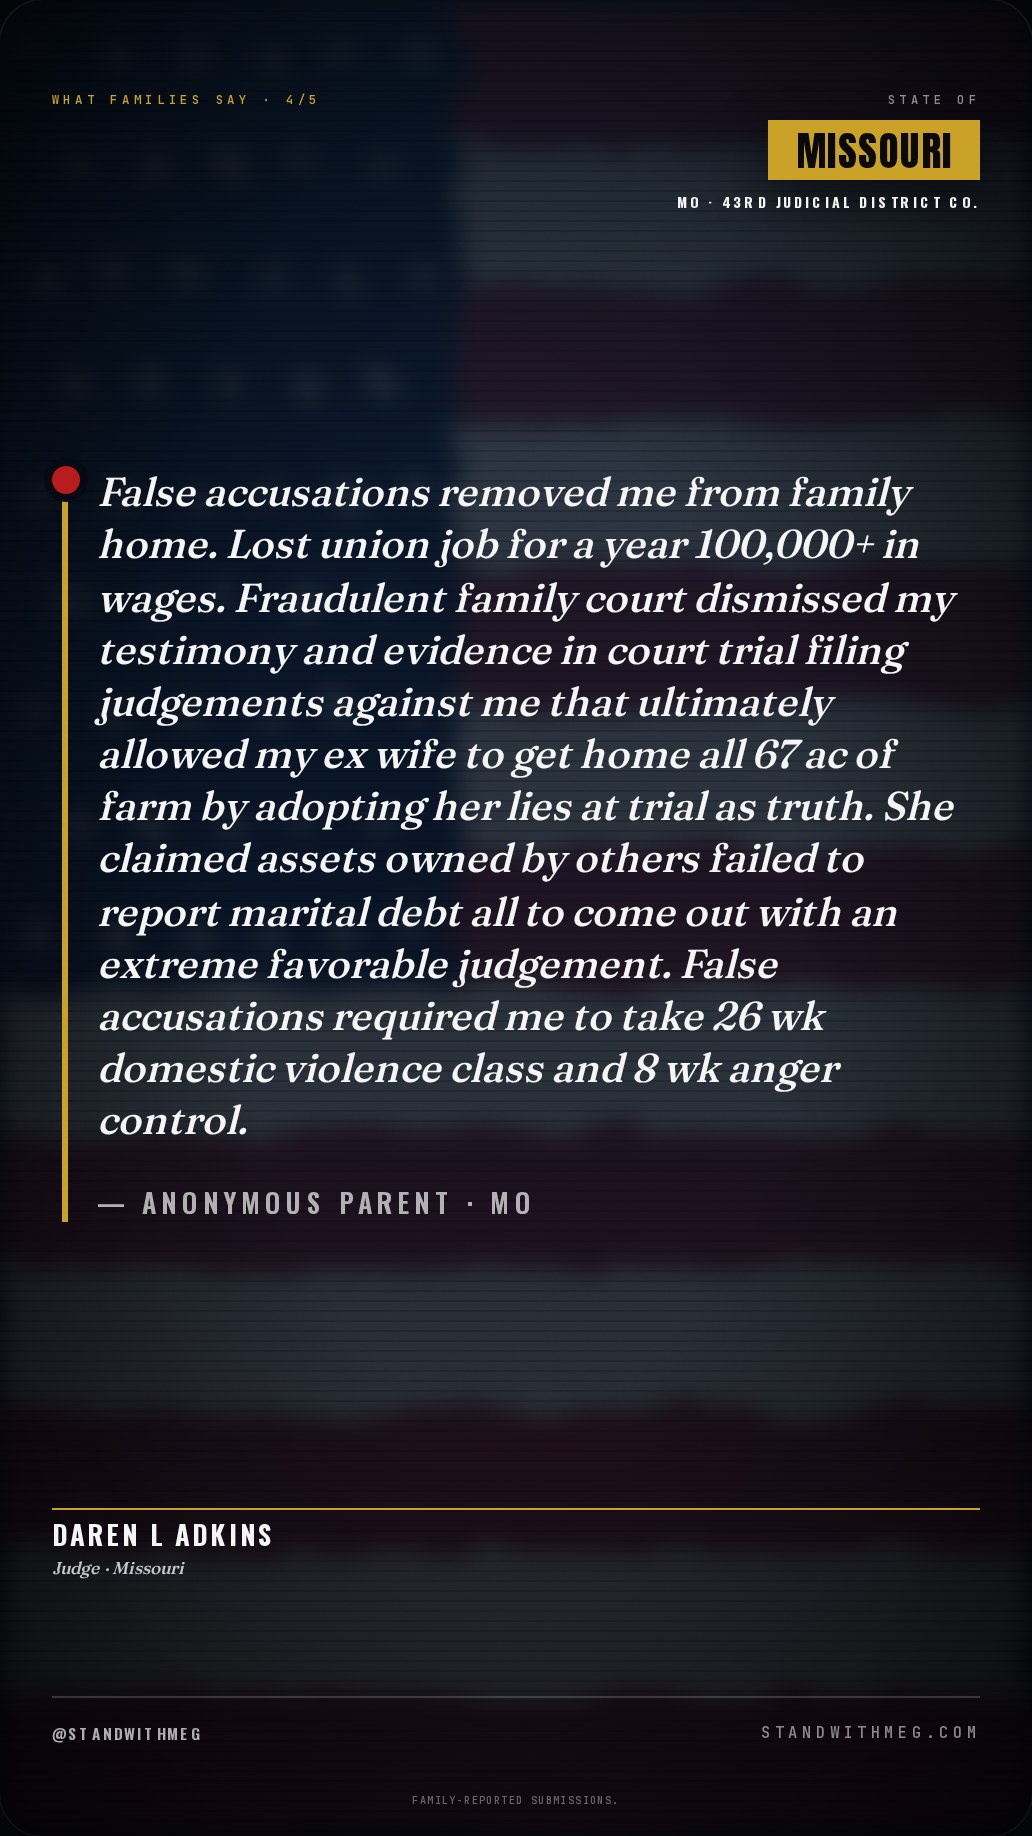 WHAT FAMILIES SAY · 4/5
STATE OF
MISSOURI
MO · 43RD JUDICIAL DISTRICT CO.
False accusations removed me from family
home. Lost union job for a year 100,000+ in
wages. Fraudulent family court dismissed my
testimony and evidence in court trial filing
judgements against me that ultimately
allowed my ex wife to get home all 67 ac of
farm by adopting her lies at trial as truth. She
claimed assets owned by others failed to
report marital debt all to come out with an
extreme favorable judgement. False
accusations required me to take 26 wk
domestic violence class and 8 wk anger
control.
— ANONYMOUS PARENT · MO
DAREN L ADKINS
Judge · Missouri
@STANDWITHMEG
STANDWITHMEG.COM
FAMILY-REPORTED SUBMISSIONS.